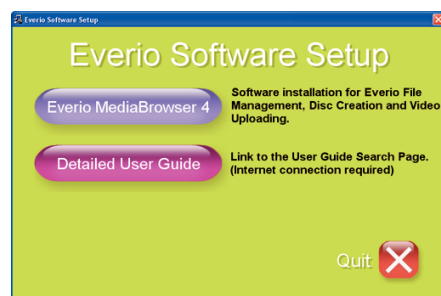 Everio Software Setup
Everio Software Setup
Everio MediaBrowser 4
Software installation for Everio File
Management, Disc Creation and Video
Uploading.
Detailed User Guide
Link to the User Guide Search Page.
(Internet connection required)
Quit